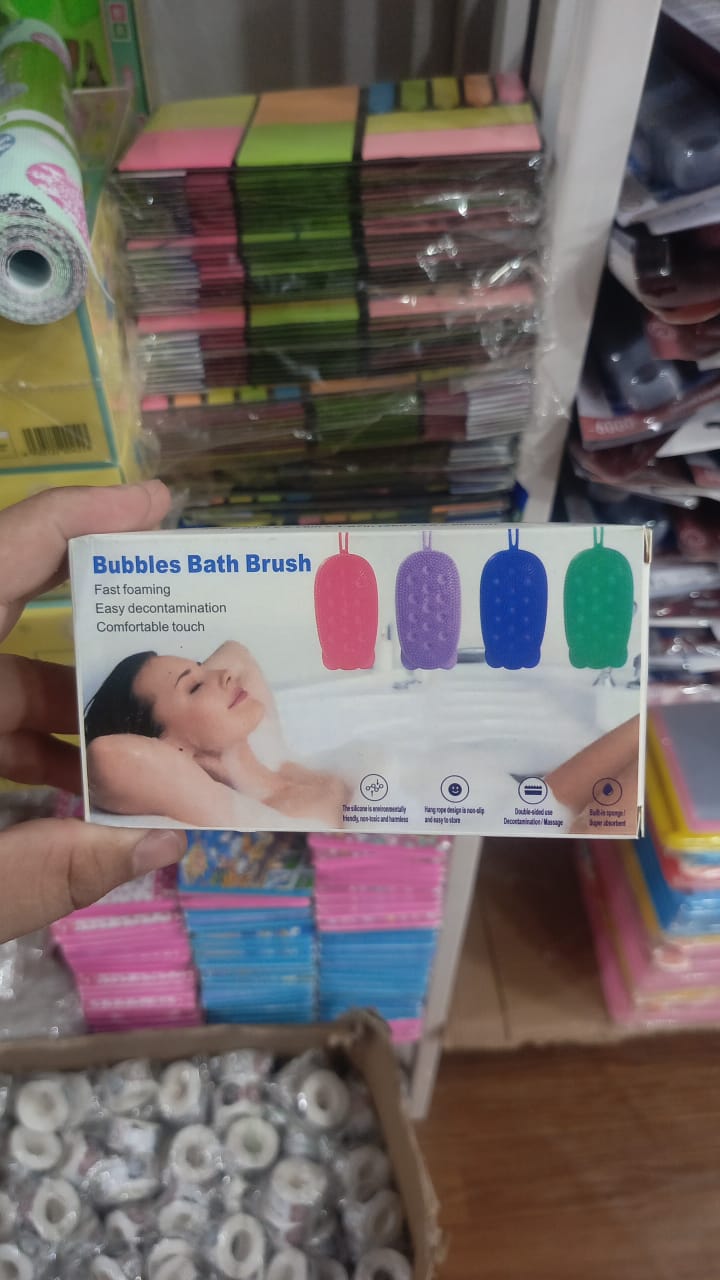 Bubbles Bath Brush
Fast foaming
Easy decontamination
Comfortable touch
The silicone is environmentally
friendly, non-toxic and harmless
Hang rope design is non-slip
and easy to store
Double-sided use
Decontamination / Massage
Built-in sponge /
Super absorbent